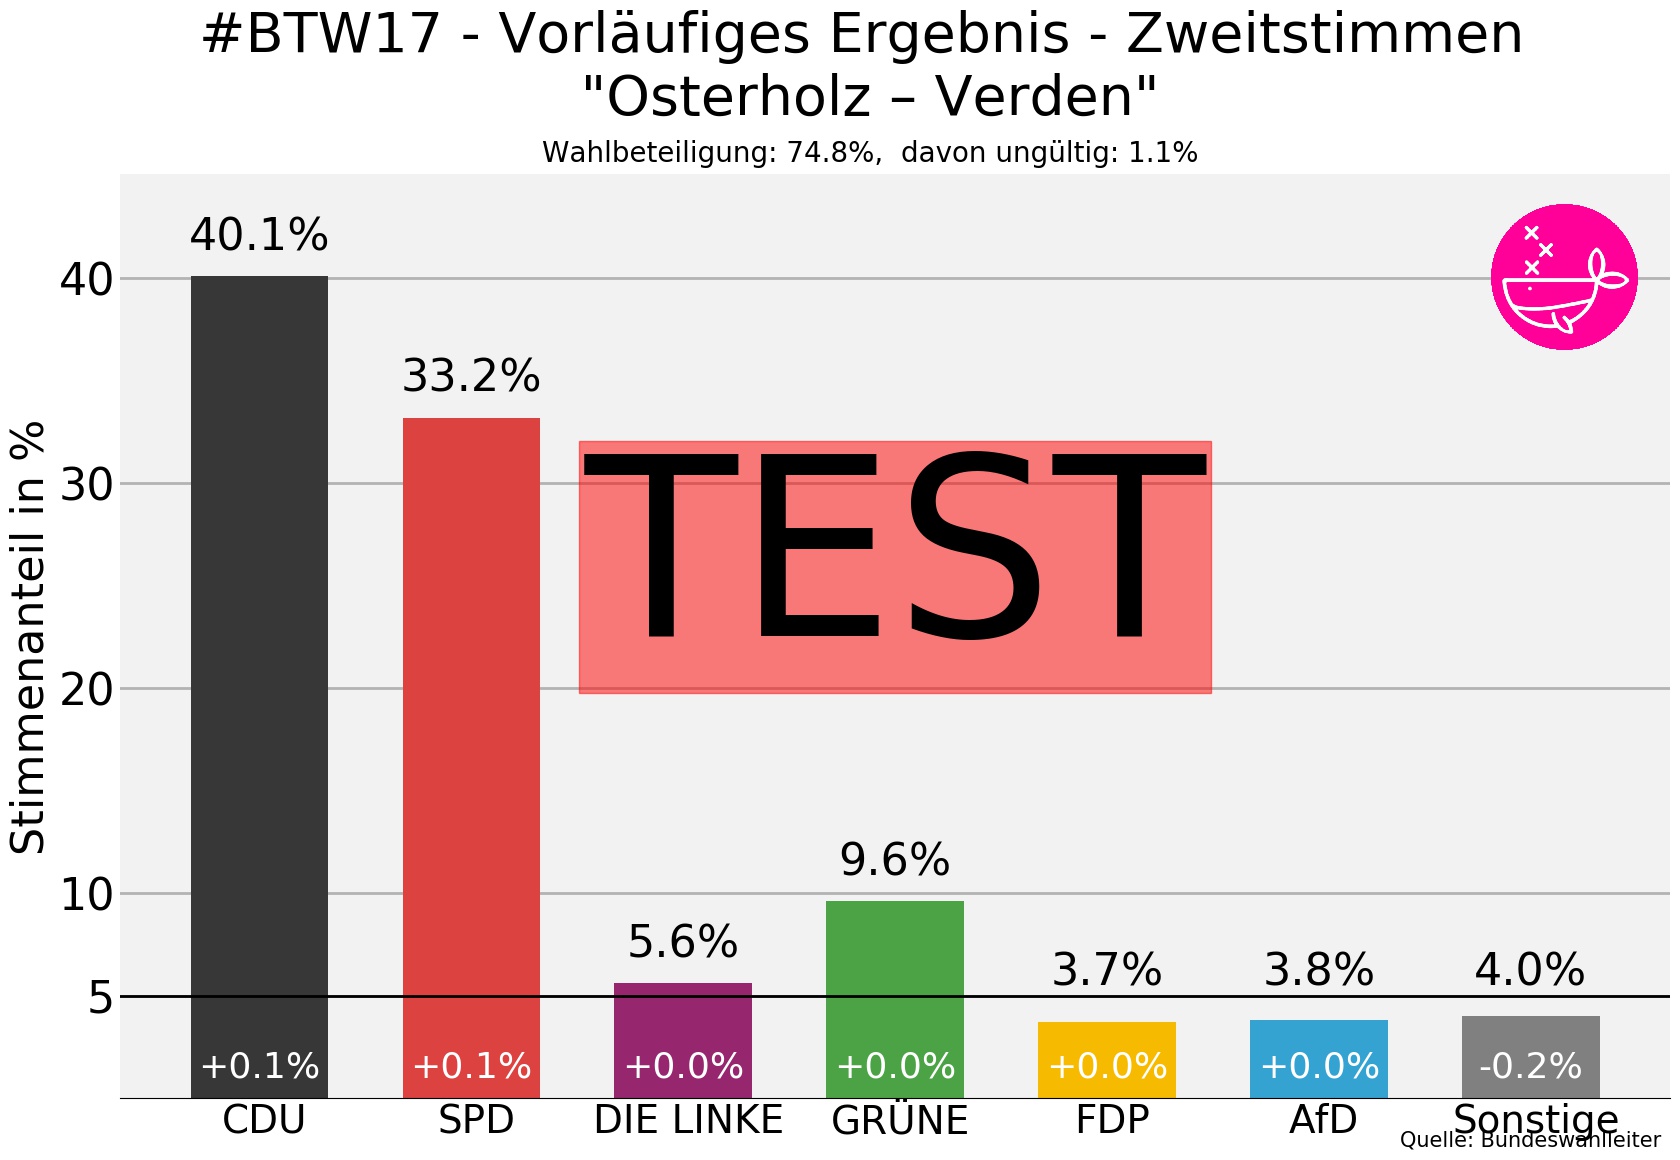 #BTW17 - Vorläufiges Ergebnis - Zweitstimmen
"Osterholz – Verden"
Wahlbeteiligung: 74.8%,  davon ungültig: 1.1%
Stimmenanteil in %
40
30
20
10
5
40.1%
33.2%
5.6%
9.6%
3.7%
3.8%
4.0%
TEST
+0.1%
+0.1%
+0.0%
+0.0%
+0.0%
+0.0%
-0.2%
CDU
SPD
DIE LINKE
GRÜNE
FDP
AfD
Sonstige
Quelle: Bundeswahlleiter